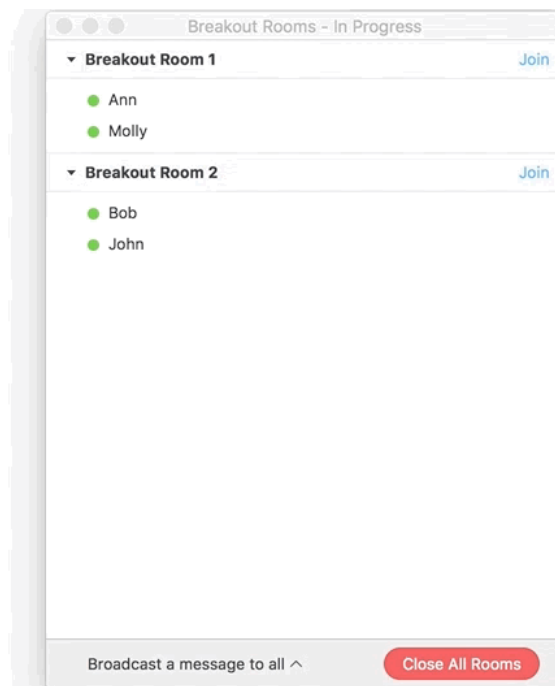 Breakout Rooms - In Progress
Breakout Room 1 Join
Ann
Molly
Breakout Room 2 Join
Bob
John
Broadcast a message to all Close All Rooms